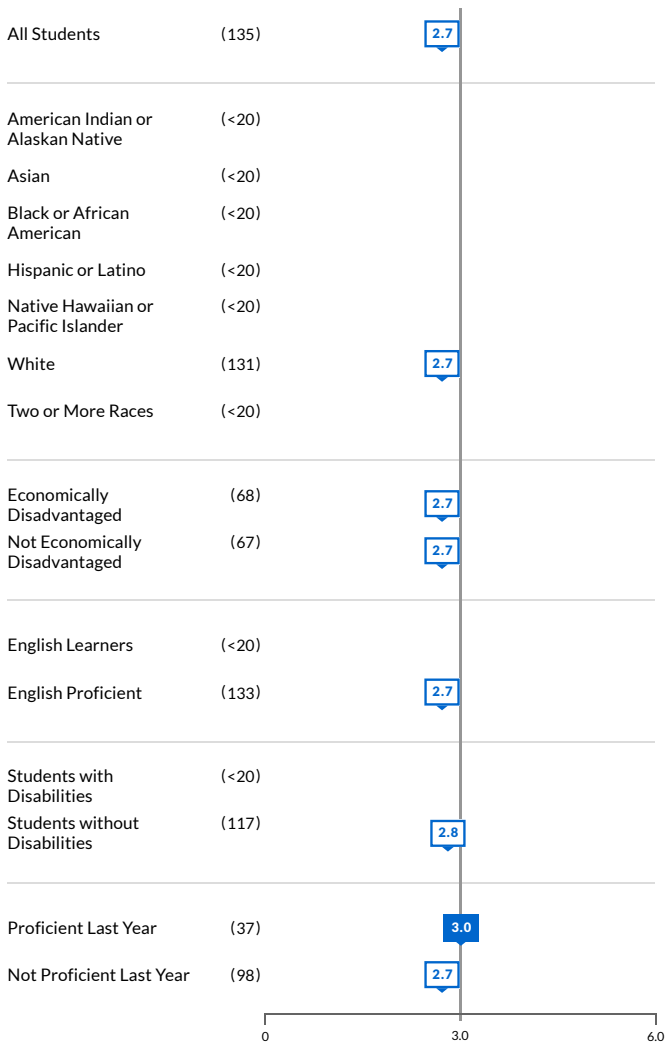 All Students (135) 2.7
American Indian or (<20)
Alaskan Native
Asian (<20)
Black or African (<20)
American
Hispanic or Latino (<20)
Native Hawaiian or (<20)
Pacific Islander
White (131) 2.7
Two or More Races (<20)
Economically (68) 2.7
Disadvantaged
Not Economically (67) 2.7
Disadvantaged
English Learners (<20)
English Proficient (133) 2.7
Students with (<20)
Disabilities
Students without (117) 2.8
Disabilities
Proficient Last Year (37) 3.0
Not Proficient Last Year (98) 2.7
0 3.0 6.0